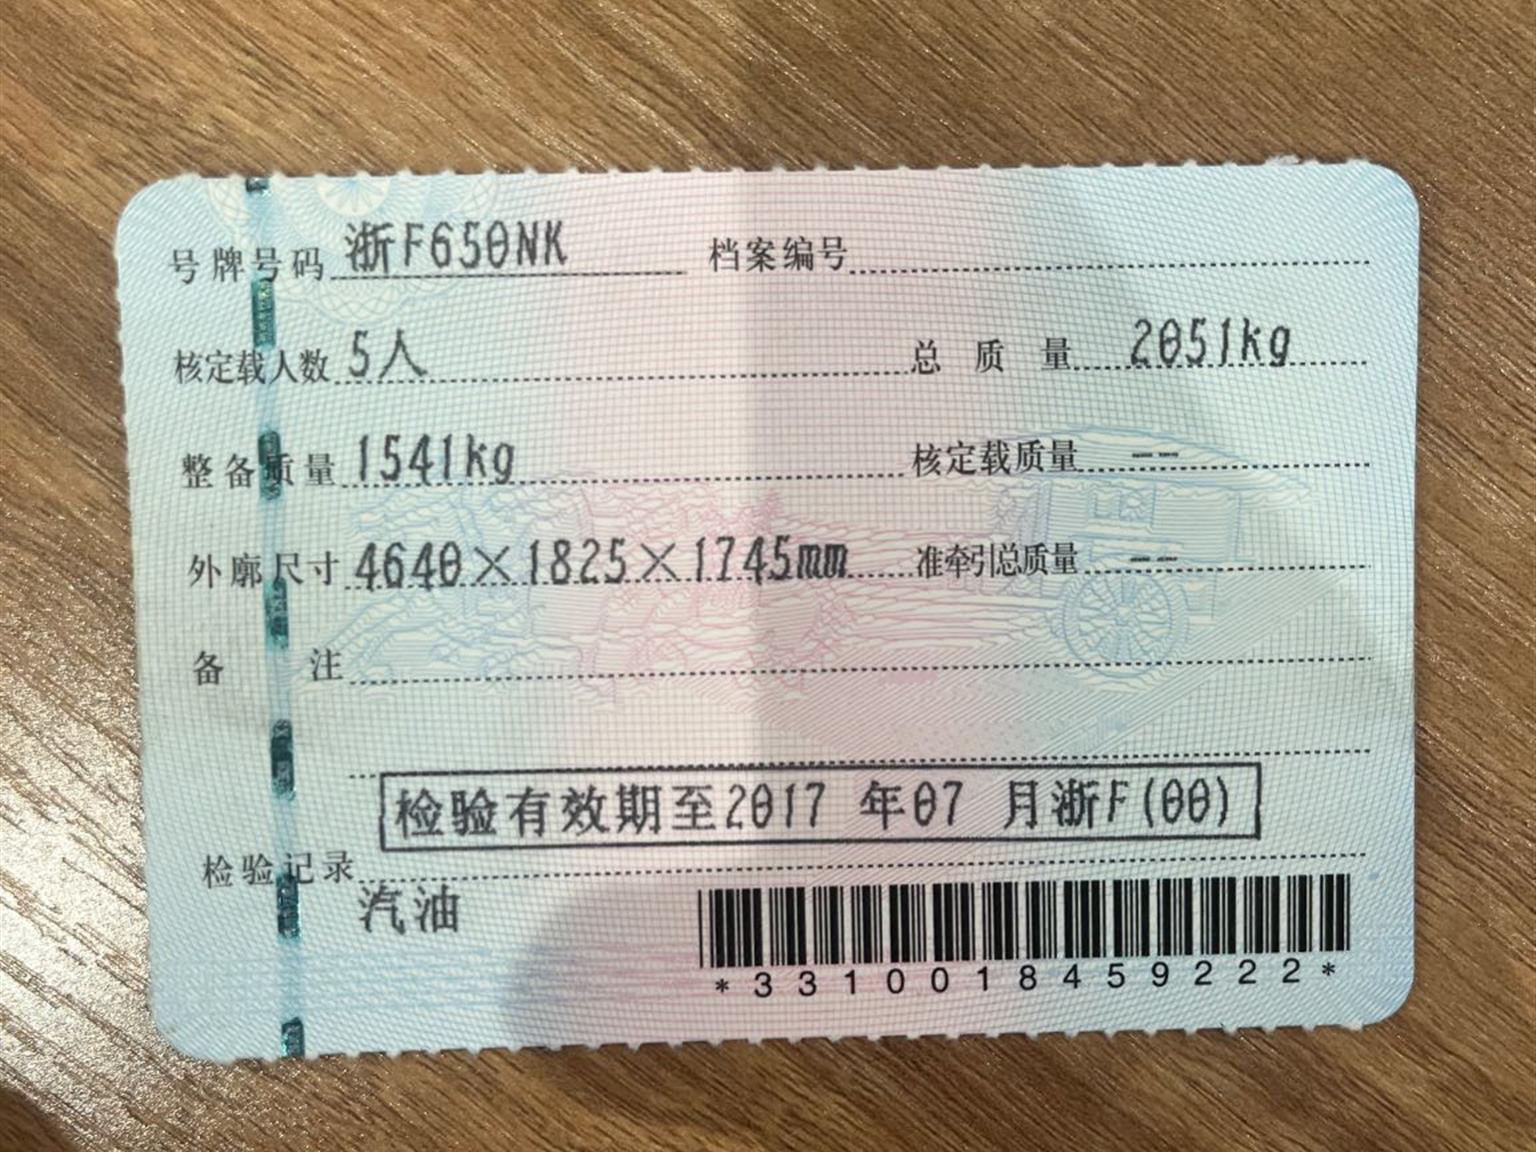 号牌号码 浙F650NK 档案编号
核定载人数 5人 总质量 2051kg
整备质量 1541kg 核定载质量 --
外廓尺寸 4640×1825×1745mm 准牵引总质量 --
备注
检验有效期至2017 年07 月浙F(00)
检验记录
汽油
*3310018459222*